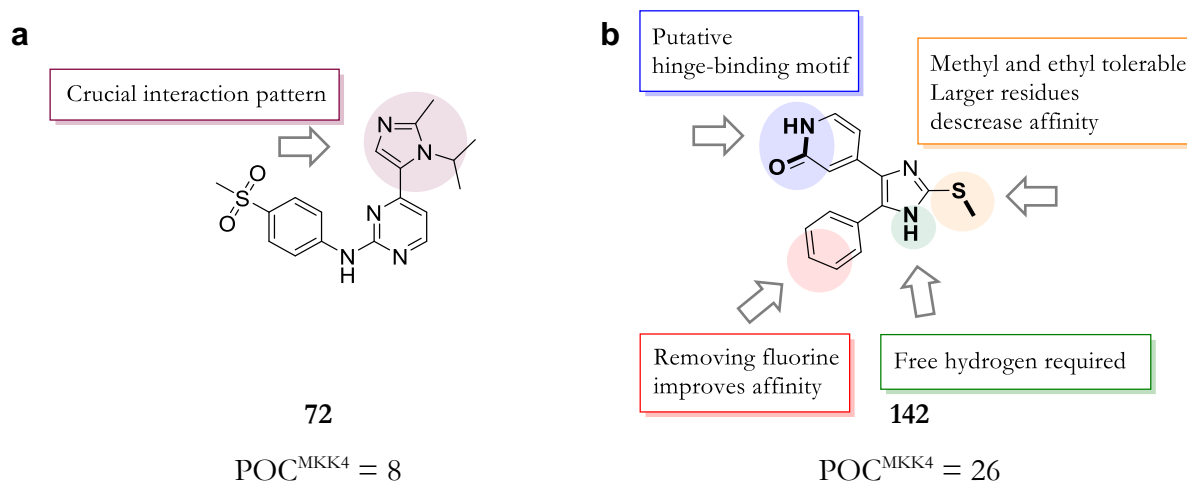 a
Crucial interaction pattern
N
N
O
S
O
N
N
N
H
72
POC^MKK4 = 8
b
Putative
hinge-binding motif
Methyl and ethyl tolerable
Larger residues
descrease affinity
HN
O
N
S
N
H
Removing fluorine
improves affinity
Free hydrogen required
142
POC^MKK4 = 26